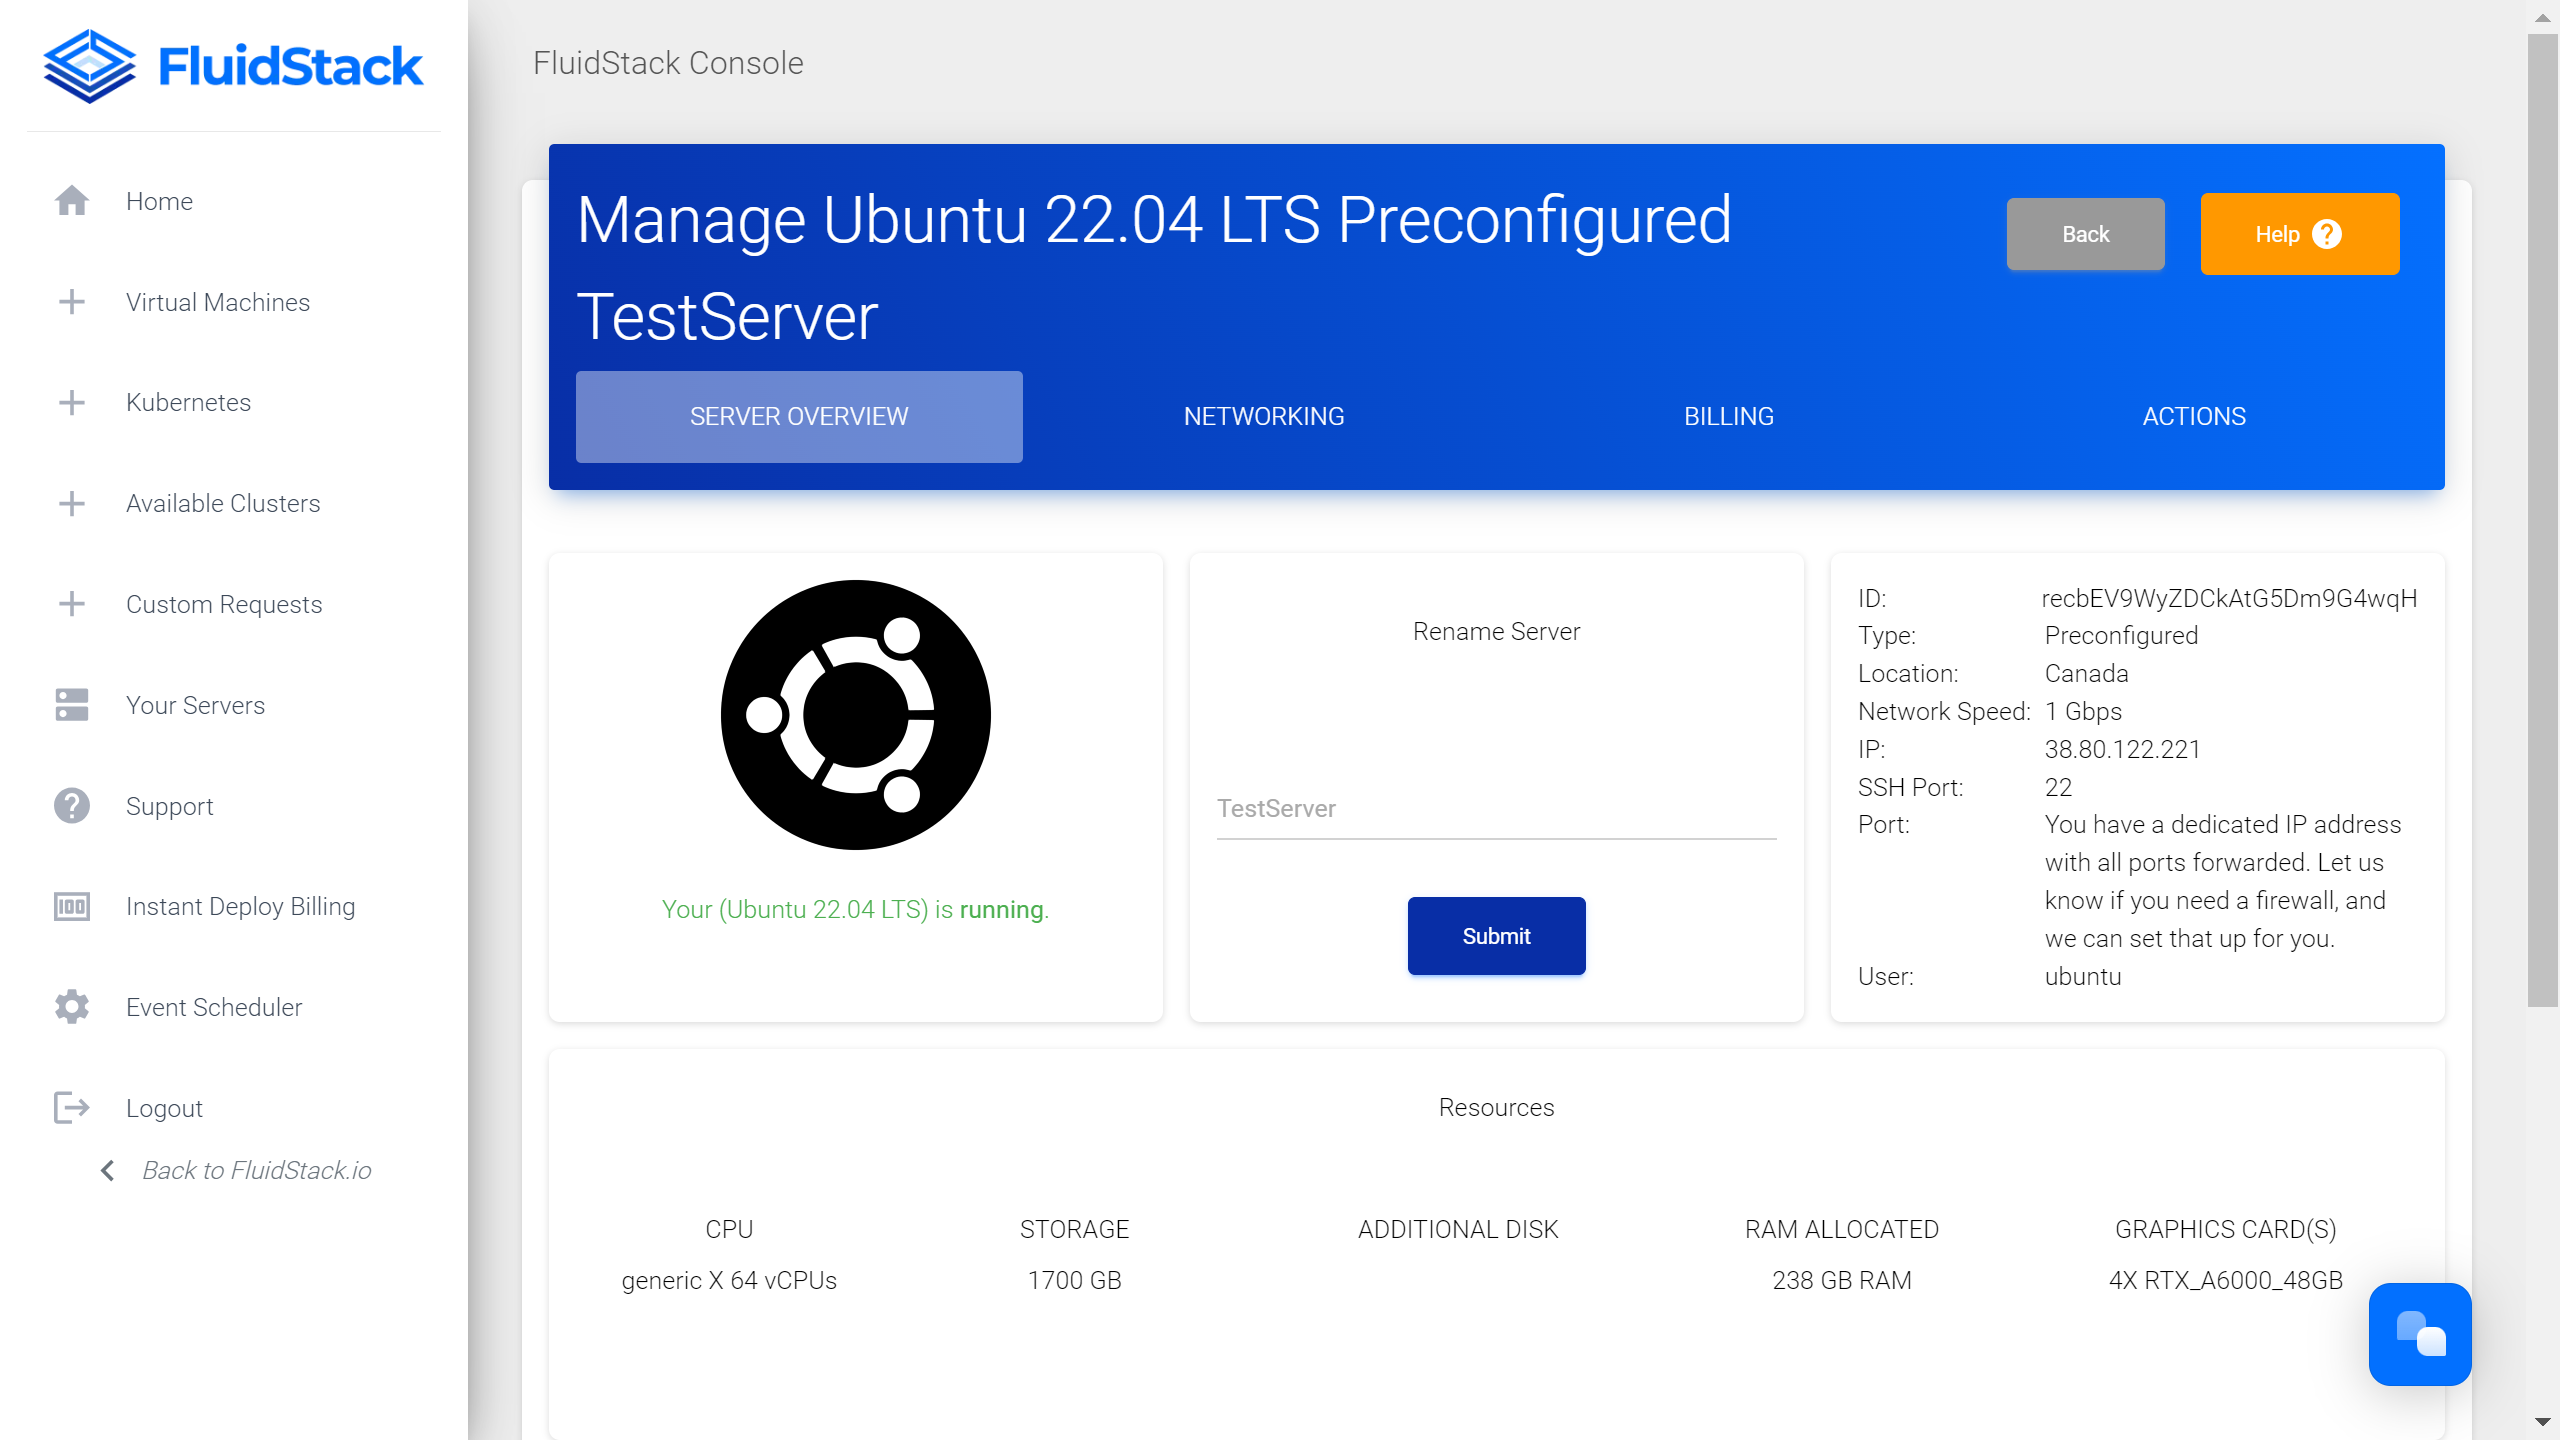 FluidStack
Home
Virtual Machines
Kubernetes
Available Clusters
Custom Requests
Your Servers
Support
Instant Deploy Billing
Event Scheduler
Logout
Back to FluidStack.io
FluidStack Console
Manage Ubuntu 22.04 LTS Preconfigured
TestServer
Back
Help
SERVER OVERVIEW
NETWORKING
BILLING
ACTIONS
Your (Ubuntu 22.04 LTS) is running.
Rename Server
TestServer
Submit
ID: recbEV9WyZDCkAtG5Dm9G4wqH
Type: Preconfigured
Location: Canada
Network Speed: 1 Gbps
IP: 38.80.122.221
SSH Port: 22
Port: You have a dedicated IP address
with all ports forwarded. Let us
know if you need a firewall, and
we can set that up for you.
User: ubuntu
Resources
CPU
generic X 64 vCPUs
STORAGE
1700 GB
ADDITIONAL DISK
RAM ALLOCATED
238 GB RAM
GRAPHICS CARD(S)
4X RTX_A6000_48GB